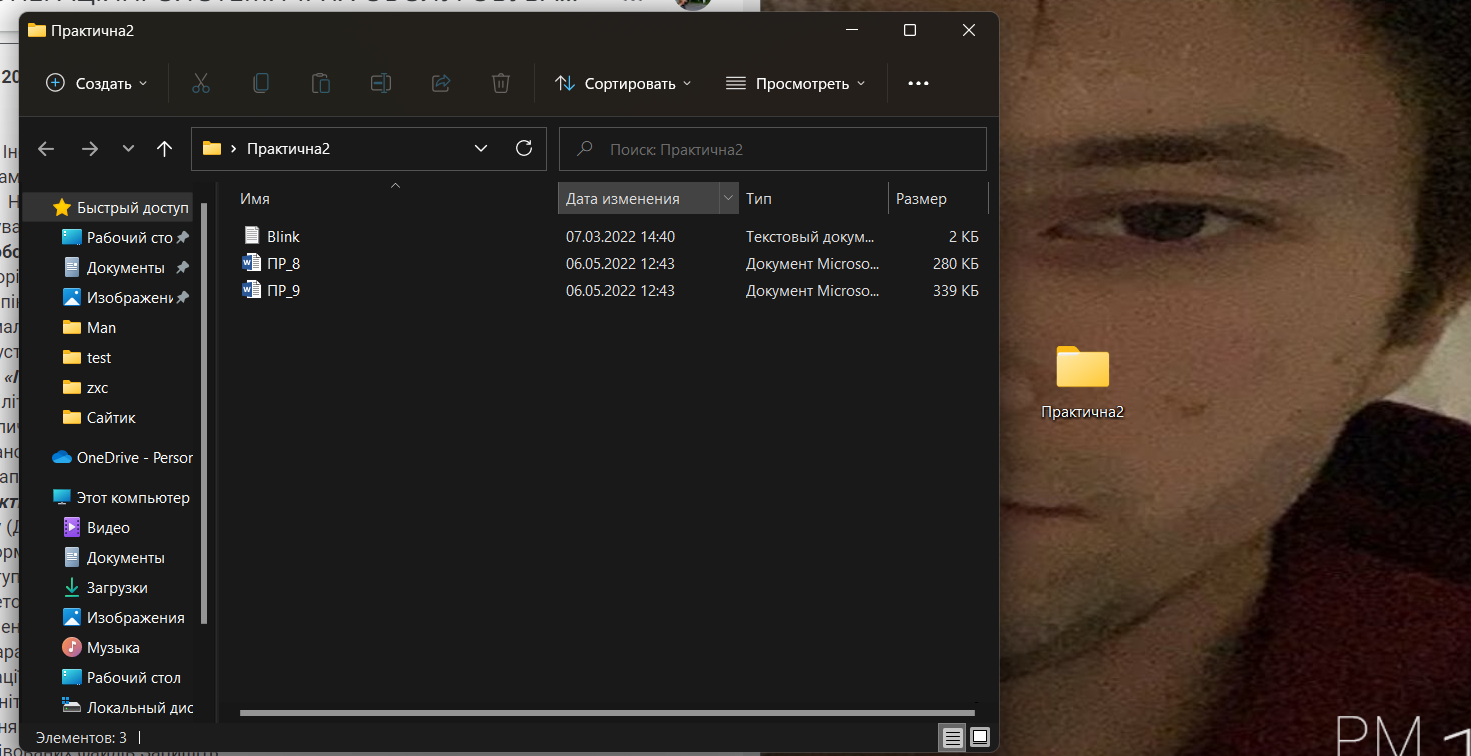 Практична2
Создать
Сортировать
Просмотреть
Практична2
Поиск: Практична2
Имя
Дата изменения
Тип
Размер
Blink
07.03.2022 14:40
Текстовый докум...
2 КБ
ПР_8
06.05.2022 12:43
Документ Microso...
280 КБ
ПР_9
06.05.2022 12:43
Документ Microso...
339 КБ
Быстрый доступ
Рабочий сто
Документы
Изображени
Man
test
zxc
Сайтик
OneDrive - Persor
Этот компьютер
Видео
Документы
Загрузки
Изображения
Музыка
Рабочий стол
Локальный дис
Элементов: 3
Практична2
PM